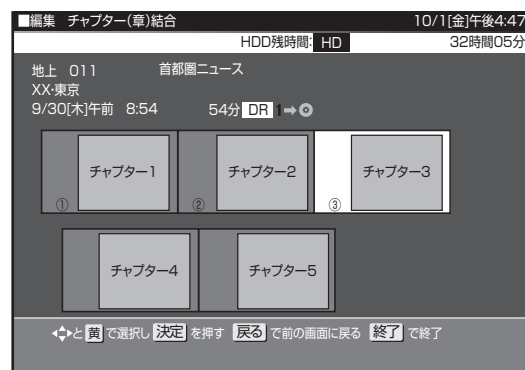 ■編集 チャプター(章)結合 10/1[金]午後4:47
HDD残時間: HD 32時間05分
地上 011 首都圏ニュース
XX・東京
9/30[木]午前 8:54 54分 DR 1➡
チャプター1 チャプター2 チャプター3
① ② ③
チャプター4 チャプター5
と 黄 で選択し 決定 を押す 戻る で前の画面に戻る 終了 で終了